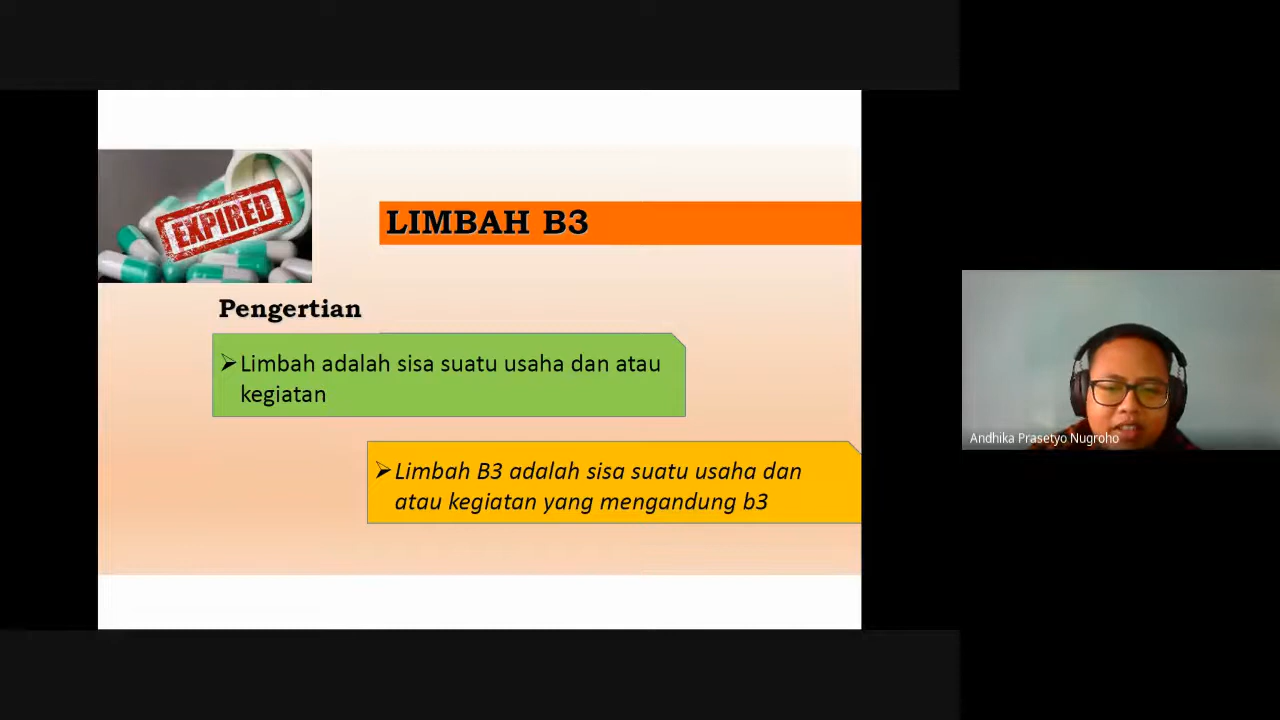 EXPIRED
LIMBAH B3
Pengertian
➢Limbah adalah sisa suatu usaha dan atau
kegiatan
➢Limbah B3 adalah sisa suatu usaha dan
atau kegiatan yang mengandung b3
Andhika Prasetyo Nugroho